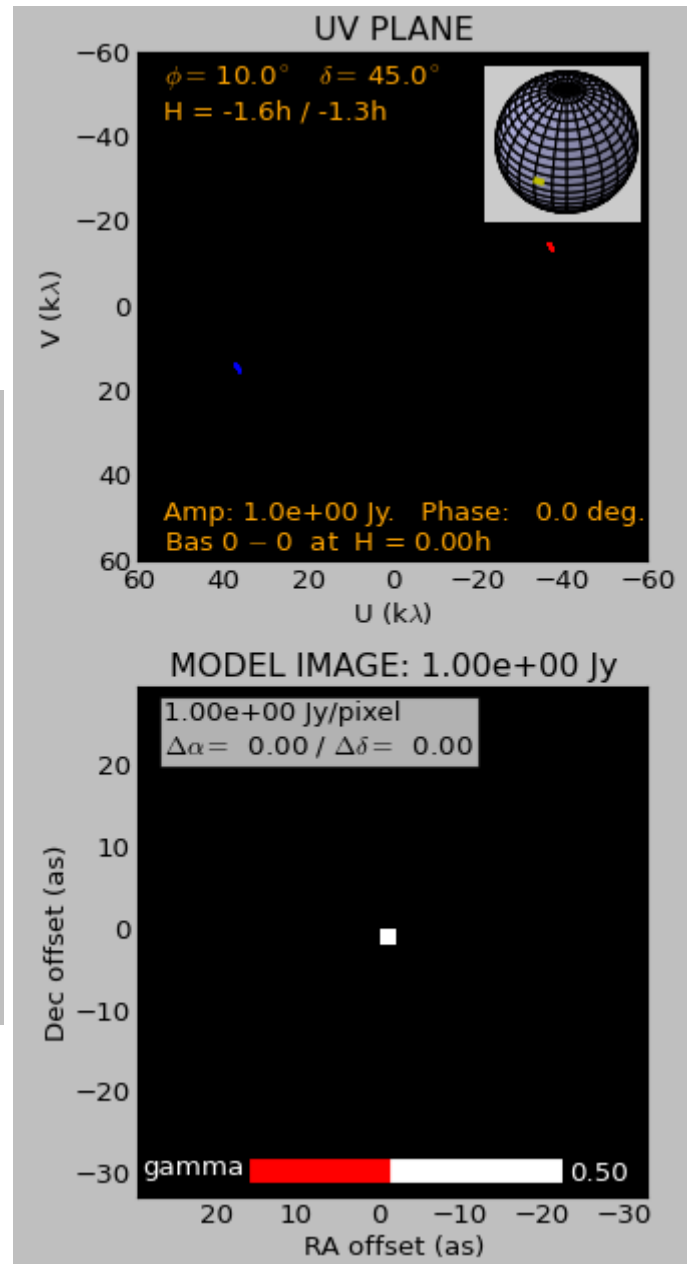 UV PLANE
−60
ϕ= 10.0° δ= 45.0°
H = -1.6h / -1.3h
−40
−20
0
20
40
60
V (kλ)
Amp: 1.0e+00 Jy. Phase: 0.0 deg.
Bas 0 − 0 at H = 0.00h
60 40 20 0 −20 −40 −60
U (kλ)
MODEL IMAGE: 1.00e+00 Jy
1.00e+00 Jy/pixel
Δα= 0.00 / Δδ= 0.00
20
10
0
−10
−20
−30
Dec offset (as)
gamma 0.50
20 10 0 −10 −20 −30
RA offset (as)